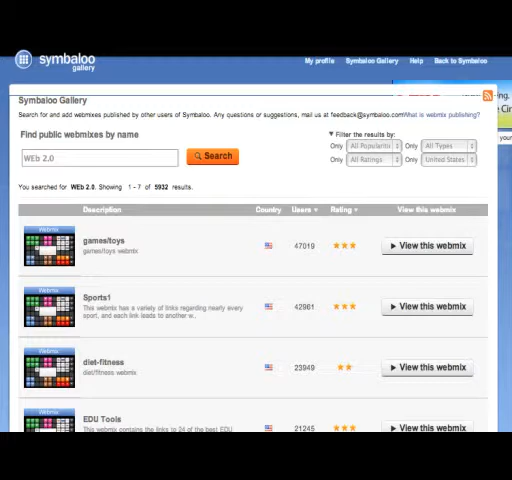 symbaloo
gallery
My profile Symbaloo Gallery Help Back to Symbaloo
Symbaloo Gallery
Search for and add webmixes published by other users of Symbaloo. Any questions or suggestions, mail us at feedback@symbaloo.com What is webmix publishing?
Find public webmixes by name
Filter the results by:
WEb 2.0
Search
Only All Popularitie Only All Types
Only All Ratings Only United States
You searched for WEb 2.0. Showing 1 - 7 of 5932 results.
Description Country Users Rating View this webmix
Webmix
games/toys
games/toys webmix
47019
View this webmix
Webmix
Sports1
This webmix has a variety of links regarding nearly every
sport, and each link leads to another w..
42961
View this webmix
Webmix
diet-fitness
diet/fitness webmix
23949
View this webmix
Webmix
EDU Tools
This webmix contains the links to 24 of the best EDU
21245
View this webmix